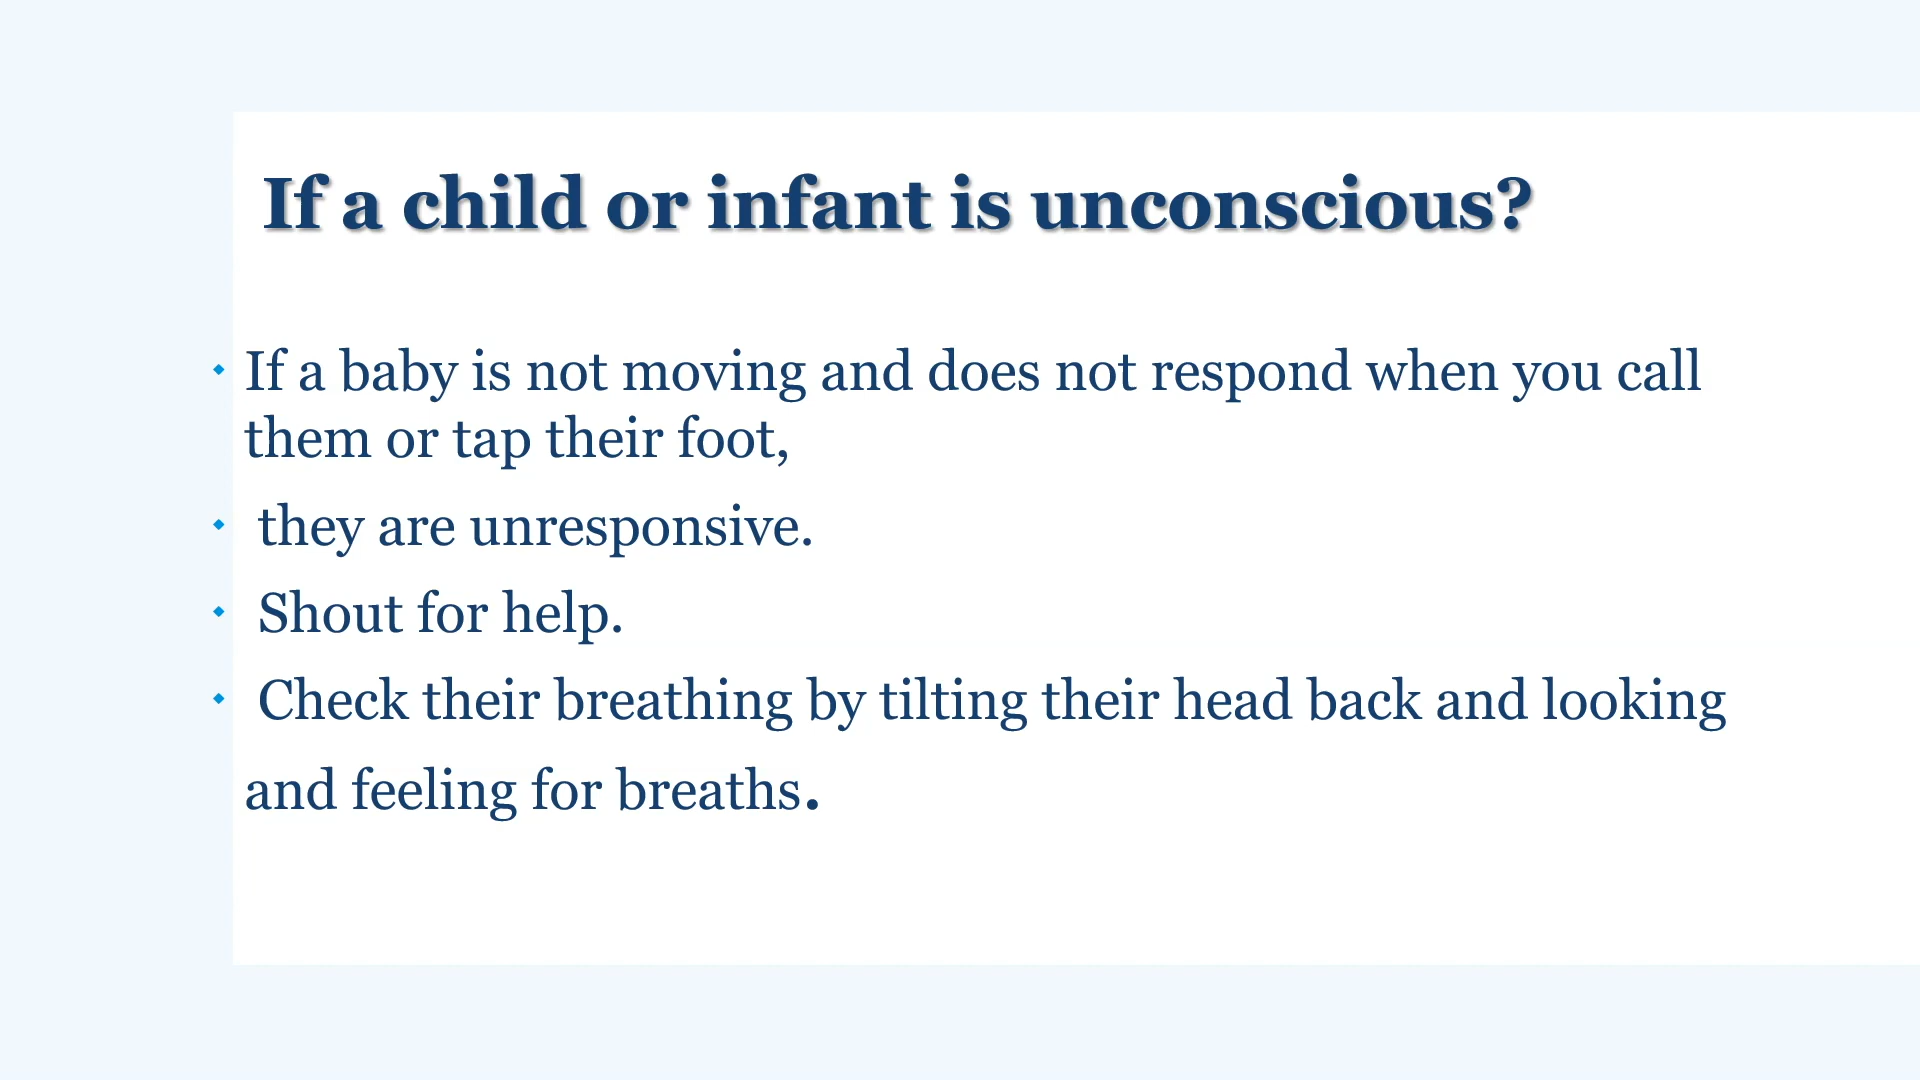 If a child or infant is unconscious?
If a baby is not moving and does not respond when you call
them or tap their foot,
they are unresponsive.
Shout for help.
Check their breathing by tilting their head back and looking
and feeling for breaths.